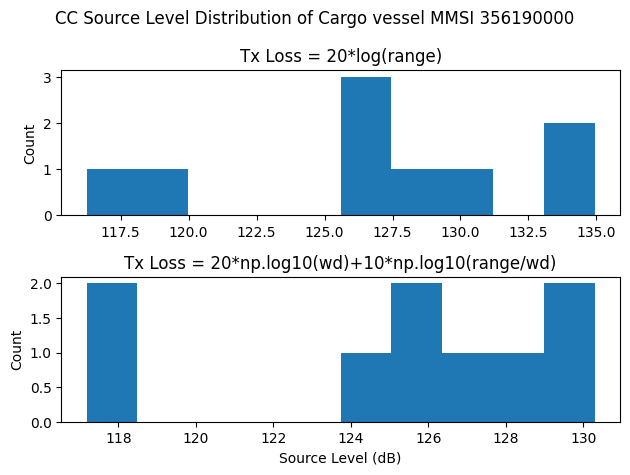 CC Source Level Distribution of Cargo vessel MMSI 356190000
Tx Loss = 20*log(range)
Count
3
2
1
0
117.5 120.0 122.5 125.0 127.5 130.0 132.5 135.0
Tx Loss = 20*np.log10(wd)+10*np.log10(range/wd)
Count
2.0
1.5
1.0
0.5
0.0
118 120 122 124 126 128 130
Source Level (dB)